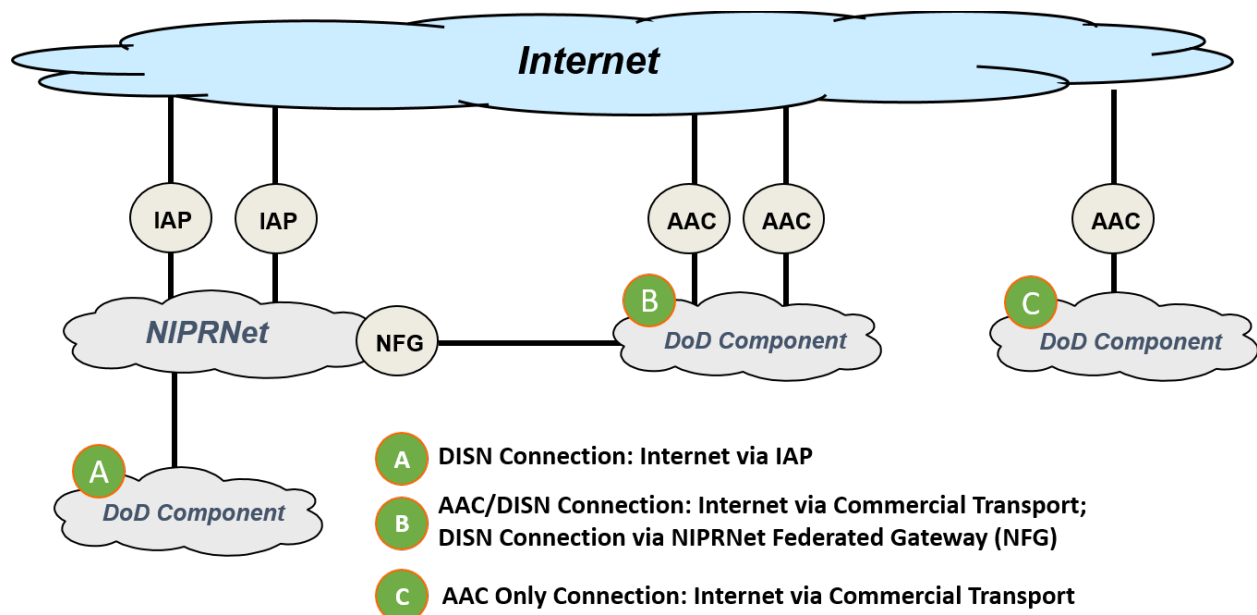 Internet
IAP
IAP
AAC
AAC
AAC
NIPRNet
NFG
B
DoD Component
C
DoD Component
A
DoD Component
A DISN Connection: Internet via IAP
B AAC/DISN Connection: Internet via Commercial Transport;
DISN Connection via NIPRNet Federated Gateway (NFG)
C AAC Only Connection: Internet via Commercial Transport